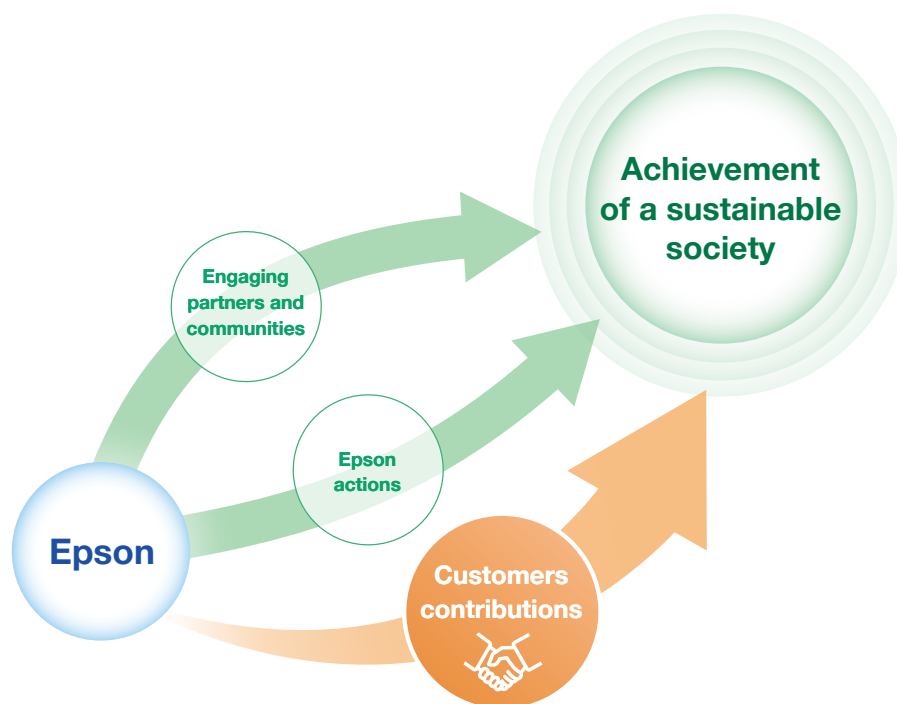 Achievement
of a sustainable
society
Engaging
partners and
communities
Epson
actions
Epson
Customers
contributions